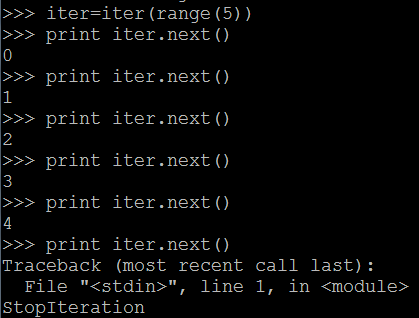 >>> iter=iter(range(5))
>>> print iter.next()
0
>>> print iter.next()
1
>>> print iter.next()
2
>>> print iter.next()
3
>>> print iter.next()
4
>>> print iter.next()
Traceback (most recent call last):
  File "<stdin>", line 1, in <module>
StopIteration